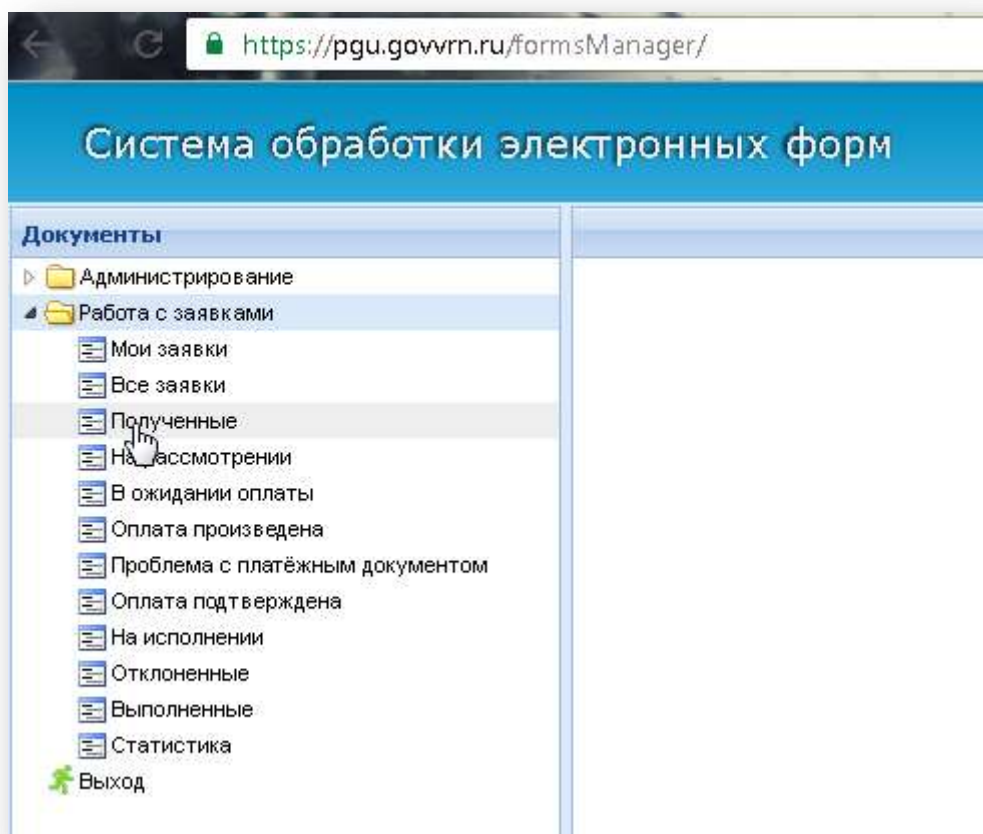 https://pgu.govvrn.ru/formsManager/
Система обработки электронных форм
Документы
Администрирование
Работа с заявками
Мои заявки
Все заявки
Полученные
На рассмотрении
В ожидании оплаты
Оплата произведена
Проблема с платёжным документом
Оплата подтверждена
На исполнении
Отклоненные
Выполненные
Статистика
Выход